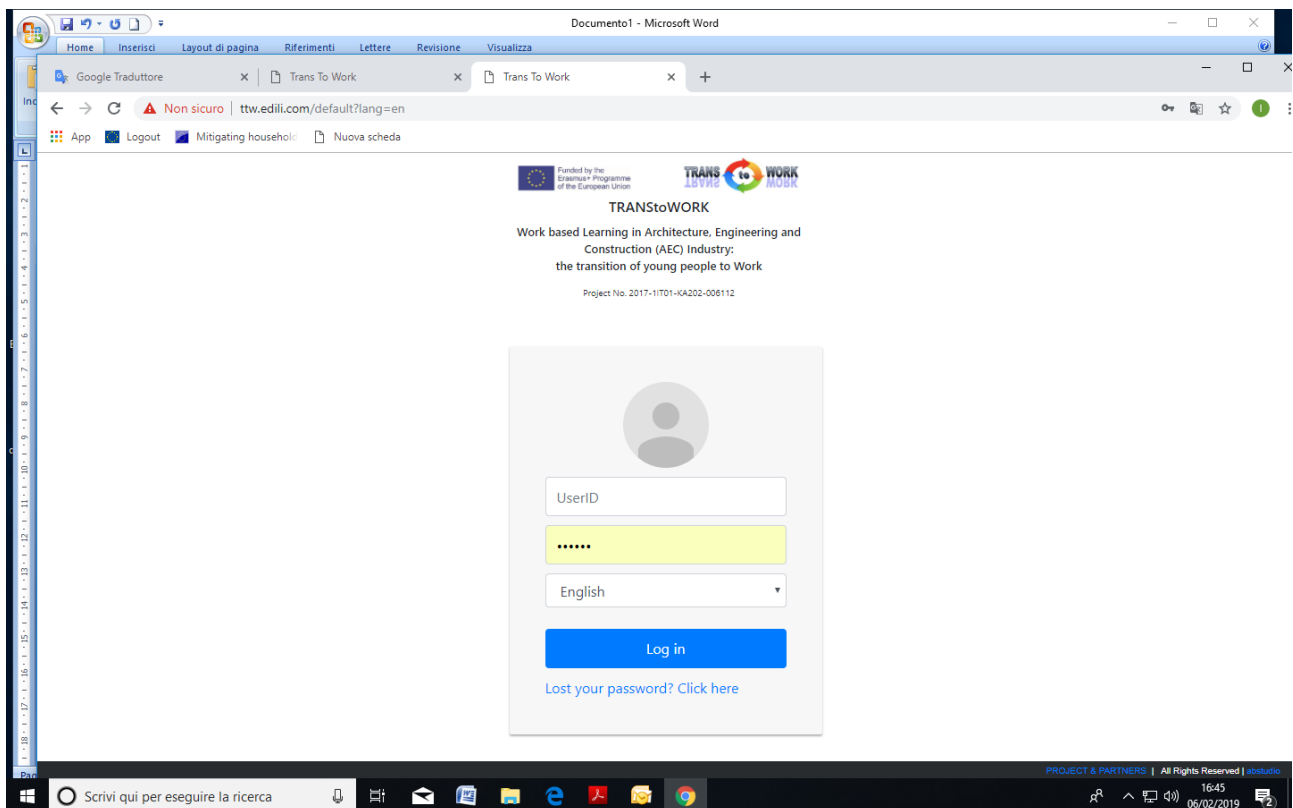 Documento1 - Microsoft Word
Home Inserisci Layout di pagina Riferimenti Lettere Revisione Visualizza
Google Traduttore Trans To Work Trans To Work
Non sicuro ttw.edili.com/default?lang=en
App Logout Mitigating househol Nuova scheda
Funded by the
Erasmus+ Programme
of the European Union
TRANS to WORK
TRANStoWORK
Work based Learning in Architecture, Engineering and
Construction (AEC) Industry:
the transition of young people to Work
Project No. 2017-1IT01-KA202-006112
UserID
••••••
English
Log in
Lost your password? Click here
PROJECT & PARTNERS | All Rights Reserved | abstudio
Pag
Scrivi qui per eseguire la ricerca
16:45
06/02/2019